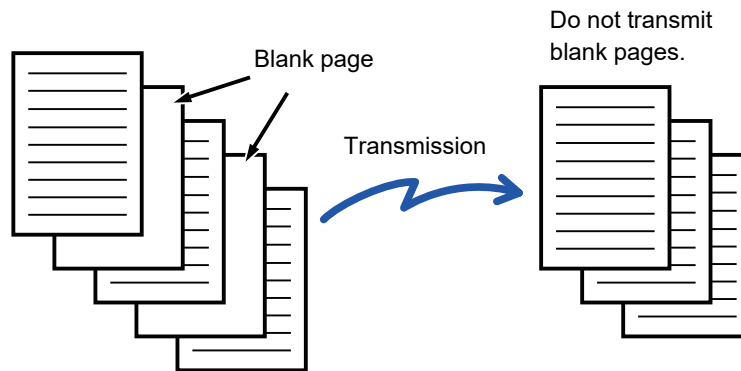 Do not transmit
blank pages.
Blank page
Transmission